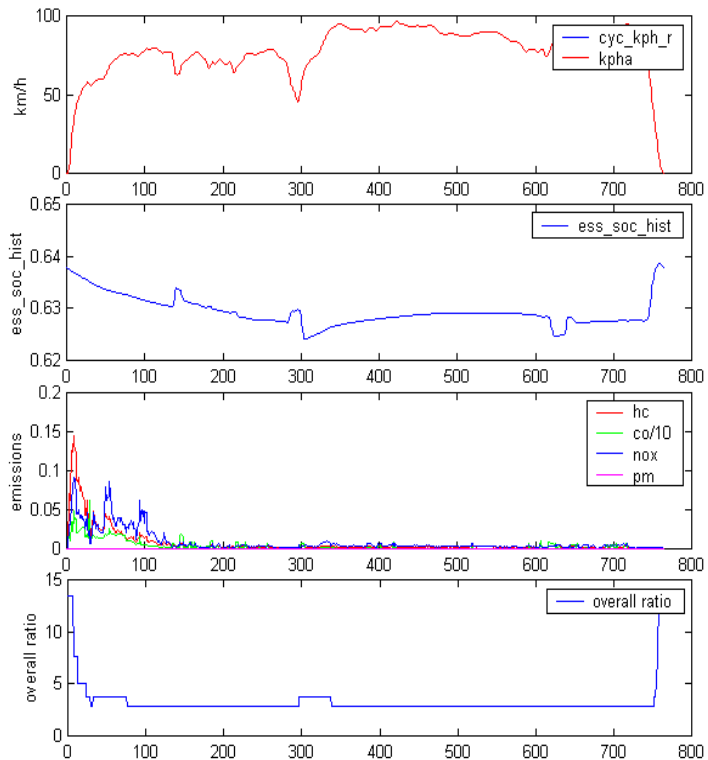 100
50
0
km/h
cyc_kph_r
kpha
0 100 200 300 400 500 600 700 800
0.65
0.64
0.63
0.62
ess_soc_hist
ess_soc_hist
0 100 200 300 400 500 600 700 800
0.2
0.15
0.1
0.05
0
emissions
hc
co/10
nox
pm
0 100 200 300 400 500 600 700 800
15
10
5
0
overall ratio
overall ratio
0 100 200 300 400 500 600 700 800